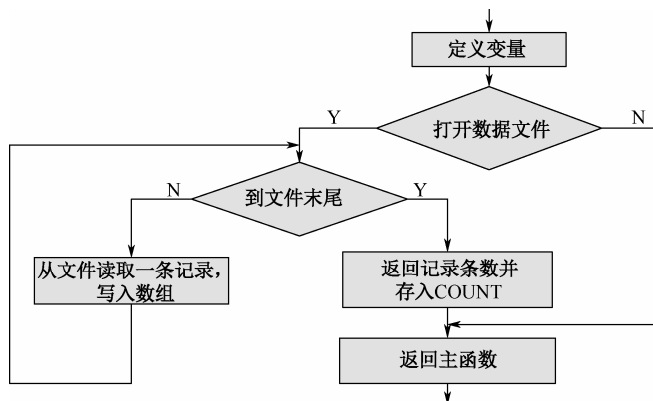 定义变量
Y
打开数据文件
N
N
到文件末尾
Y
从文件读取一条记录，
写入数组
返回记录条数并
存入COUNT
返回主函数